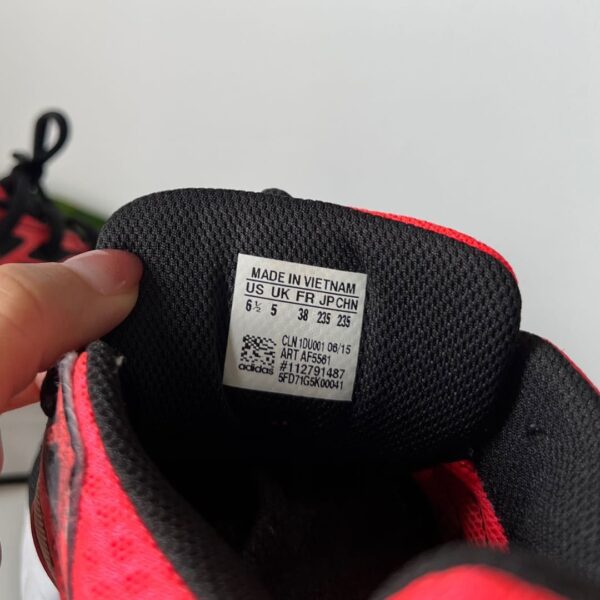 MADE IN VIETNAM
US UK FR JP CHN
6½ 5 38 235 235
CLN 1DU001 06/15
ART AF5561
#112791487
adidas 5FD71G5K00041